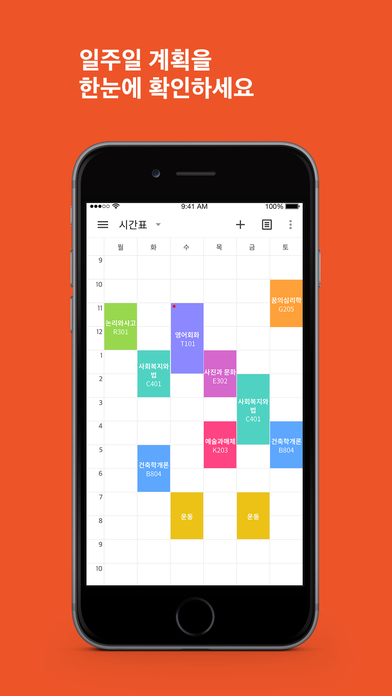 일주일 계획을
한눈에 확인하세요
9:41 AM
100%
시간표
월 화 수 목 금 토
9
10
꿈의심리학
G205
11
논리와사고
R301
영어회화
T101
1
사회복지와
법
C401
사진과 문화
E302
2
사회복지와
법
C401
3
4
예술과매체
K203
건축학개론
B804
5
건축학개론
B804
6
7
운동
운동
8
9
10